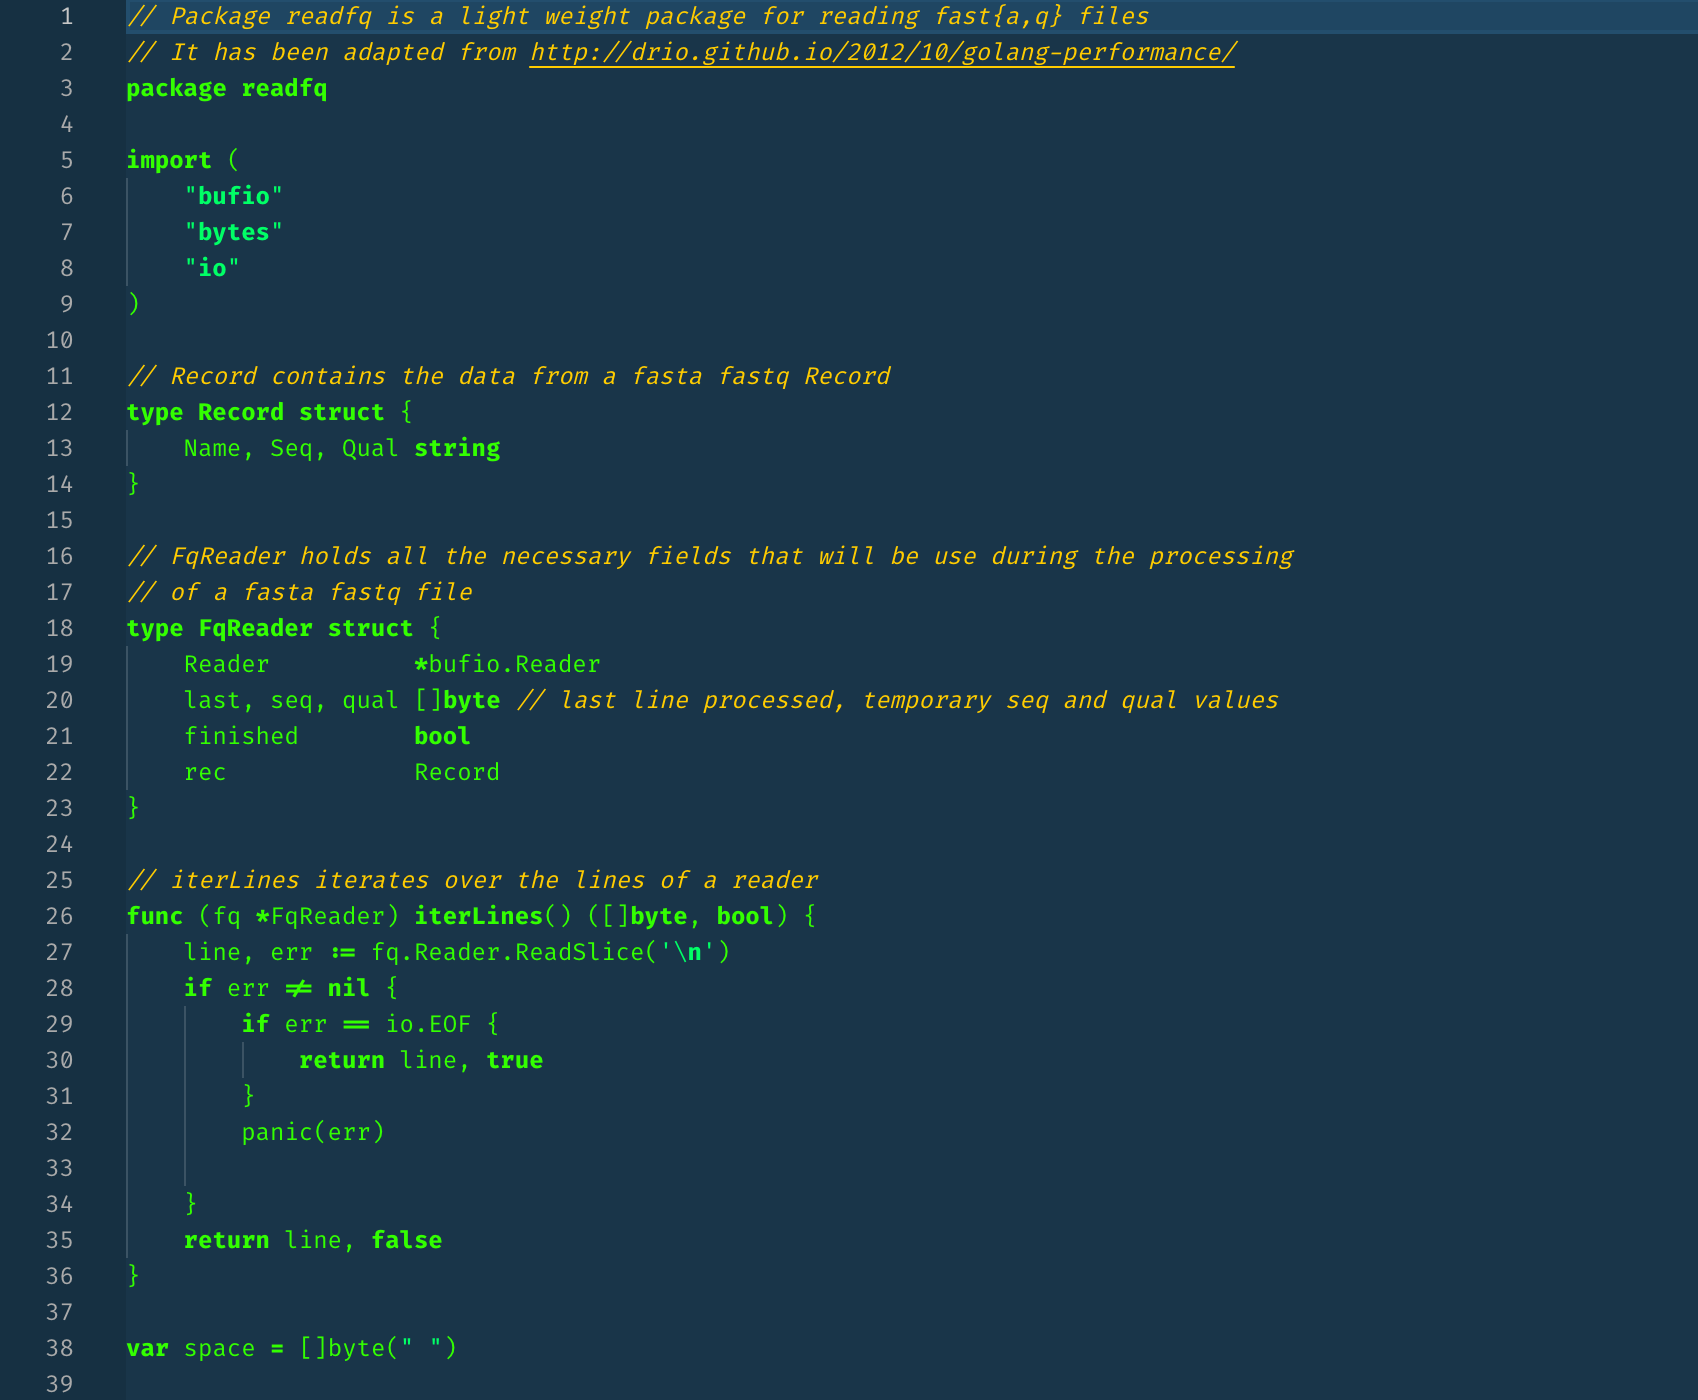 1 // Package readfq is a light weight package for reading fast{a,q} files
2 // It has been adapted from http://drio.github.io/2012/10/golang-performance/
3 package readfq
4
5 import (
6     "bufio"
7     "bytes"
8     "io"
9 )
10
11 // Record contains the data from a fasta fastq Record
12 type Record struct {
13     Name, Seq, Qual string
14 }
15
16 // FqReader holds all the necessary fields that will be use during the processing
17 // of a fasta fastq file
18 type FqReader struct {
19     Reader          *bufio.Reader
20     last, seq, qual []byte // last line processed, temporary seq and qual values
21     finished        bool
22     rec             Record
23 }
24
25 // iterLines iterates over the lines of a reader
26 func (fq *FqReader) iterLines() ([]byte, bool) {
27     line, err := fq.Reader.ReadSlice('\n')
28     if err != nil {
29         if err == io.EOF {
30             return line, true
31         }
32         panic(err)
33
34     }
35     return line, false
36 }
37
38 var space = []byte(" ")
39